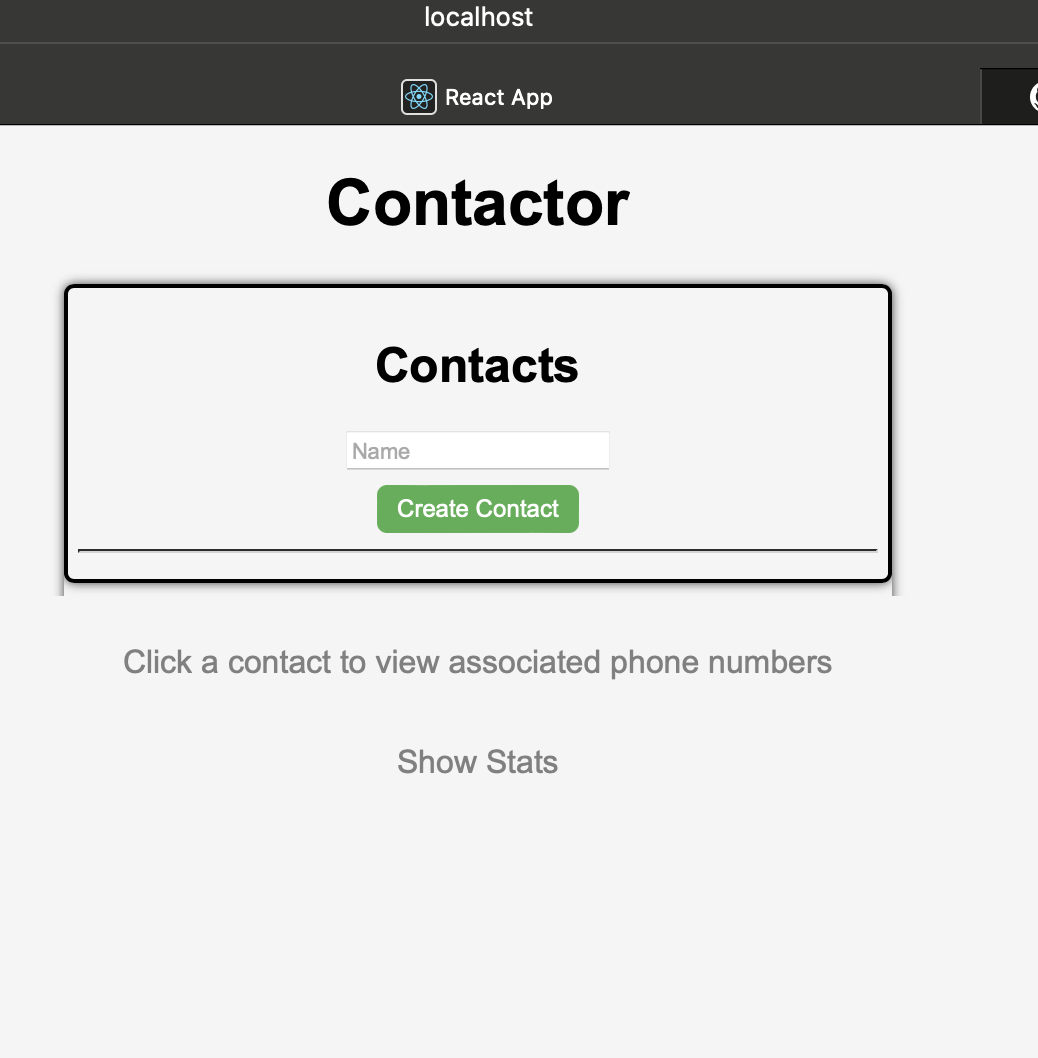 localhost
React App
Contactor
Contacts
Name
Create Contact
Click a contact to view associated phone numbers
Show Stats